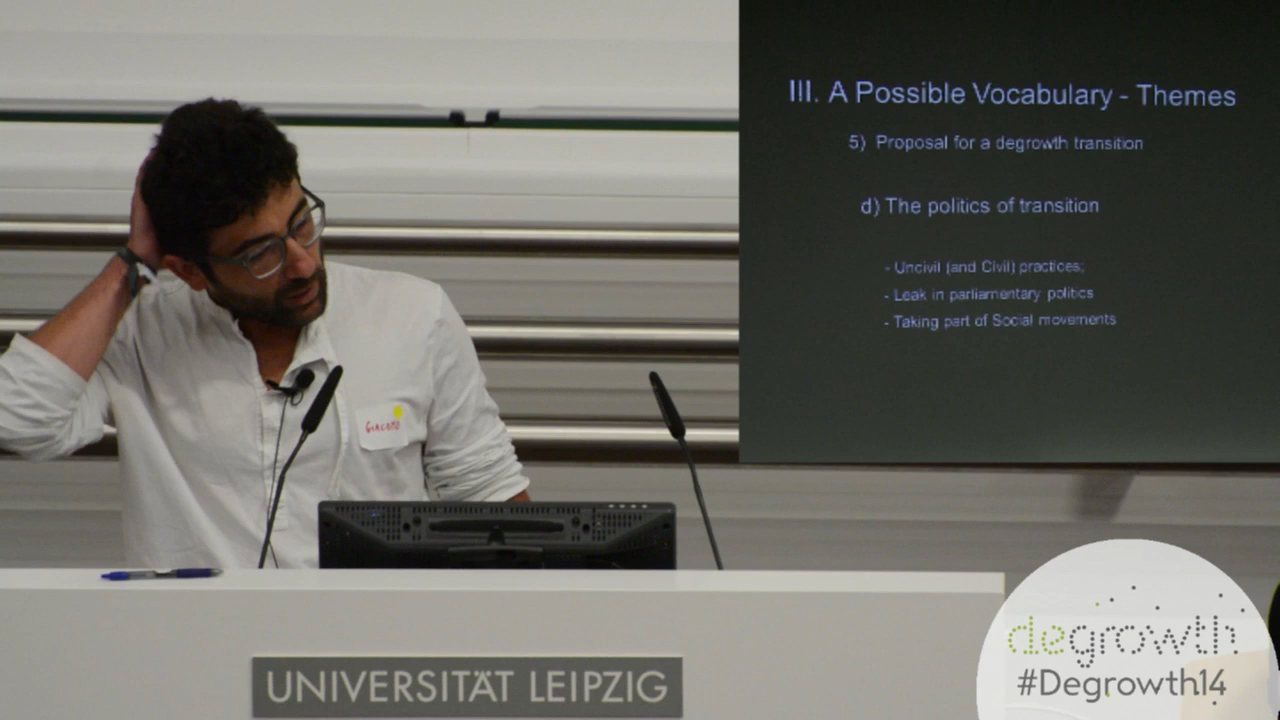 III. A Possible Vocabulary - Themes
5) Proposal for a degrowth transition
d) The politics of transition
- Uncivil (and Civil) practices;
- Leak in parliamentary politics
- Taking part of Social movements
GIACOMO
UNIVERSITÄT LEIPZIG
degrowth
#Degrowth14